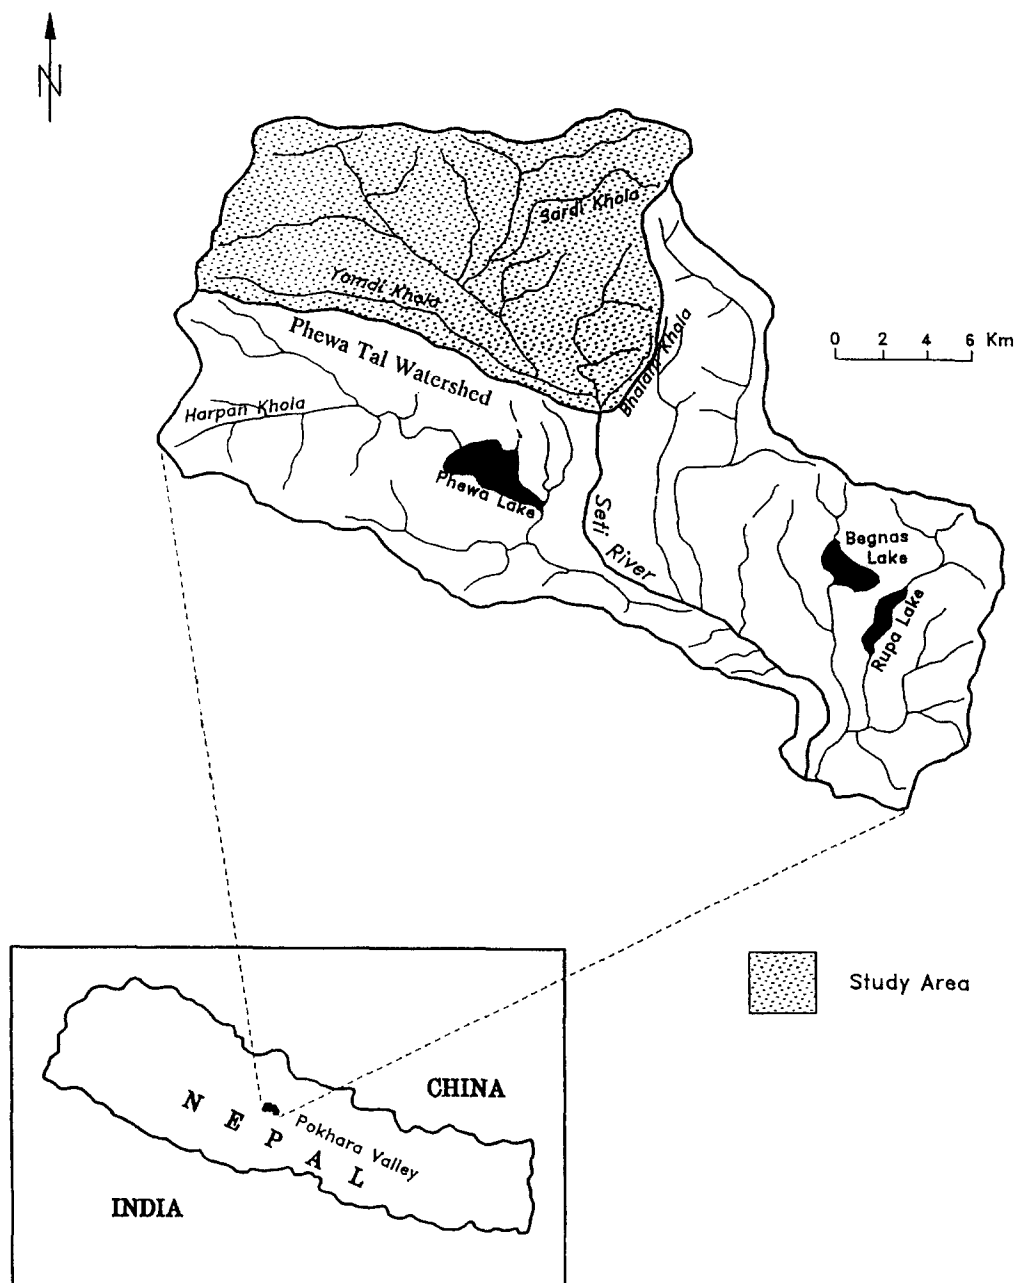 N
Sardi Khola
Yamdi Khola
Phewa Tal Watershed
Bhalam Khola
0 2 4 6 Km
Harpan Khola
Phewa Lake
Seti River
Begnas
Lake
Rupa Lake
Study Area
CHINA
NEPAL
Pokhara Valley
INDIA